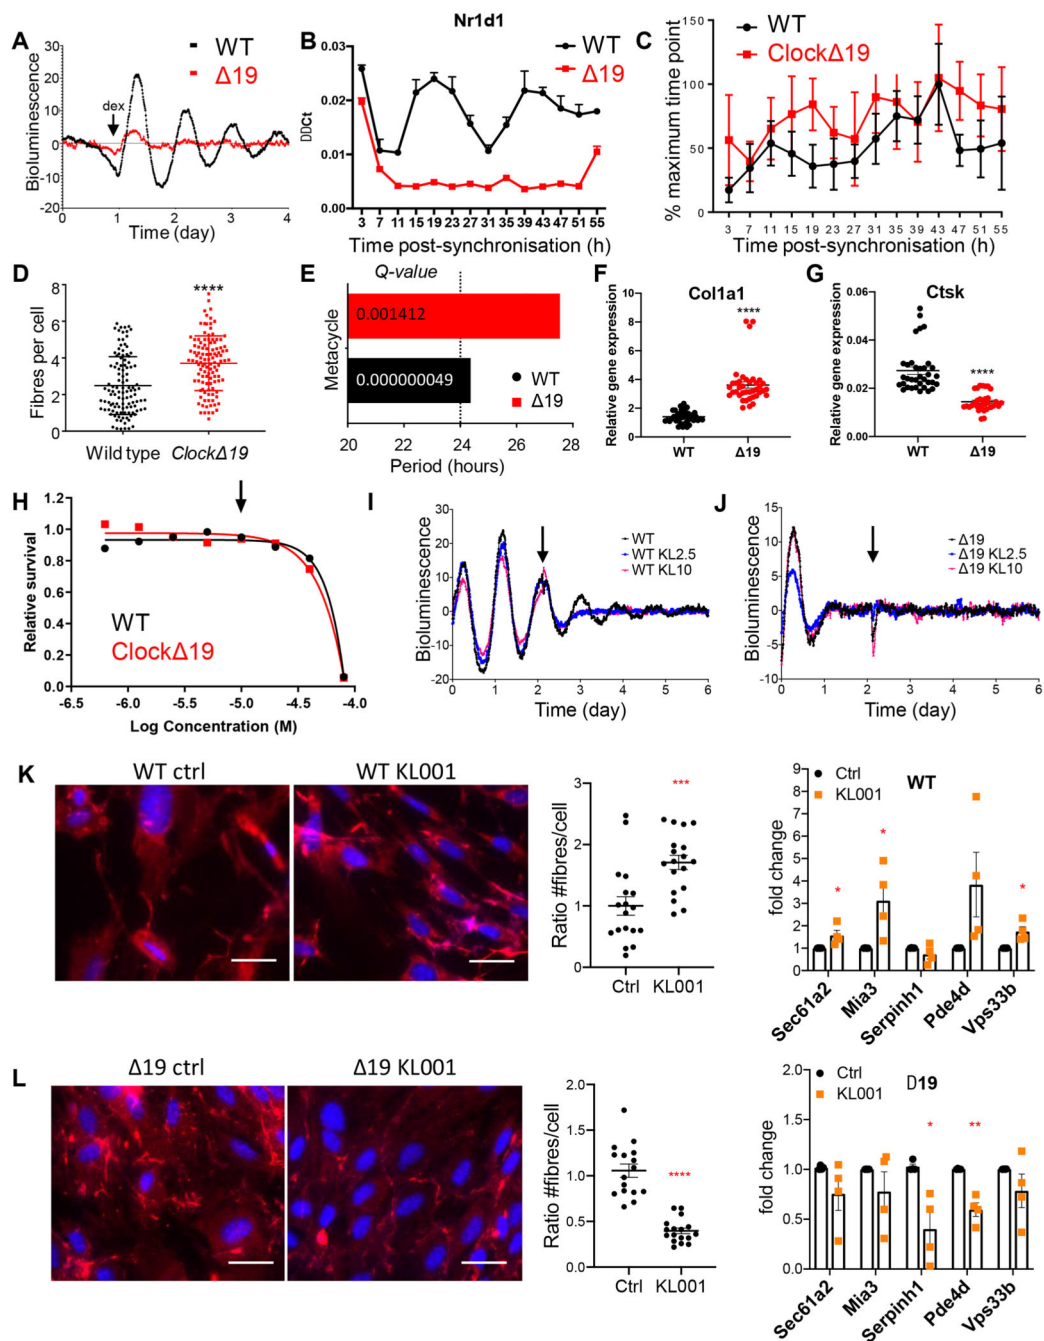 Nr1d1
A
Bioluminescence
30
20
10
0
-10
-20
WT
Δ19
dex
0 1 2 3 4
Time (day)
B
DDCt
0.03
0.02
0.01
0.00
WT
Δ19
3 7 11 15 19 23 27 31 35 39 43 47 51 55
Time post-synchronisation (h)
C
% maximum time point
150
100
50
0
WT
ClockΔ19
3 7 11 15 19 23 27 31 35 39 43 47 51 55
Time post-synchronisation (h)
D
Fibres per cell
8
6
4
2
0
****
Wild type ClockΔ19
E
Q-value
Metacycle
0.001412
0.000000049
WT
Δ19
20 22 24 26 28
Period (hours)
F
Col1a1
Relative gene expression
10
8
6
4
2
0
****
WT Δ19
G
Ctsk
Relative gene expression
0.06
0.04
0.02
0.00
****
WT Δ19
H
Relative survival
1.2
1.0
0.8
0.6
0.4
0.2
0.0
WT
ClockΔ19
-6.5 -6.0 -5.5 -5.0 -4.5 -4.0
Log Concentration (M)
I
Bioluminescence
30
20
10
0
-10
-20
WT
WT KL2.5
WT KL10
0 1 2 3 4 5 6
Time (day)
J
Bioluminescence
15
10
5
0
-5
-10
Δ19
Δ19 KL2.5
Δ19 KL10
0 1 2 3 4 5 6
Time (day)
K
WT ctrl
WT KL001
Ratio #fibres/cell
3
2
1
0
***
Ctrl KL001
fold change
9
8
7
6
5
4
3
2
1
0
Ctrl
KL001
WT
* * *
Sec61a2
Mia3
Serpinh1
Pde4d
Vps33b
L
Δ19 ctrl
Δ19 KL001
Ratio #fibres/cell
2.0
1.5
1.0
0.5
0.0
****
Ctrl KL001
fold change
2.0
1.5
1.0
0.5
0.0
Ctrl
KL001
D19
* **
Sec61a2
Mia3
Serpinh1
Pde4d
Vps33b